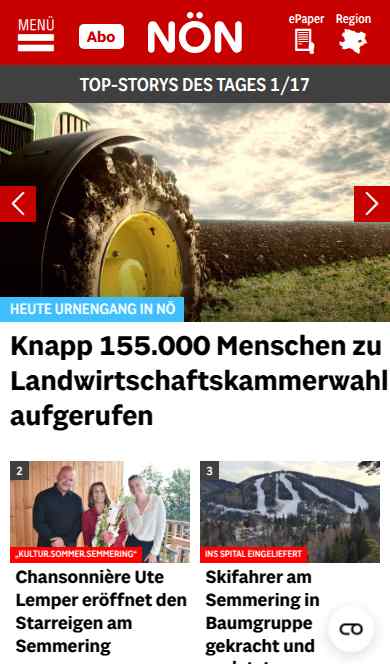 MENÜ
Abo
NÖN
ePaper
Region
TOP-STORYS DES TAGES 1/17
HEUTE URNENGANG IN NÖ
Knapp 155.000 Menschen zu
Landwirtschaftskammerwahl
aufgerufen
2
„KULTUR.SOMMER.SEMMERING“
Chansonnière Ute
Lemper eröffnet den
Starreigen am
Semmering
3
INS SPITAL EINGELIEFERT
Skifahrer am
Semmering in
Baumgruppe
gekracht und